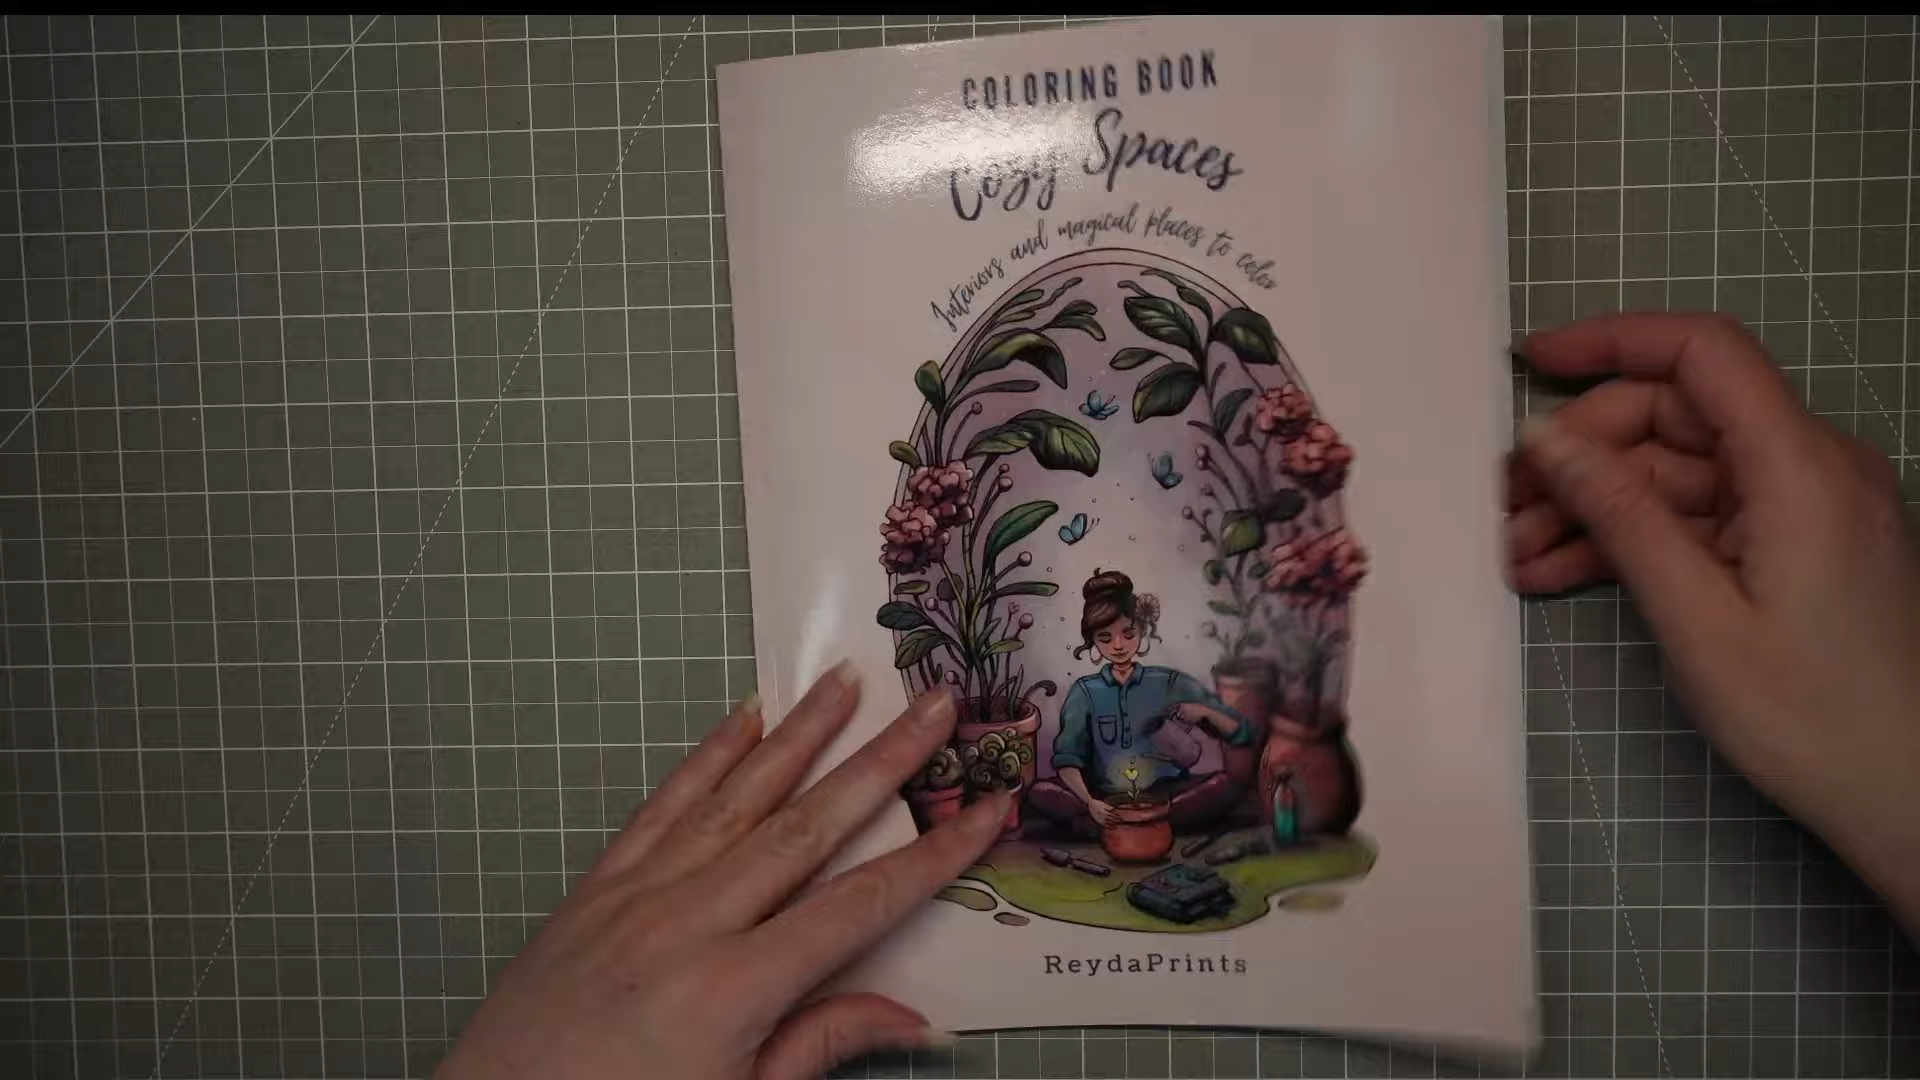 COLORING BOOK
Cozy Spaces
Interiors and magical places to color
ReydaPrints